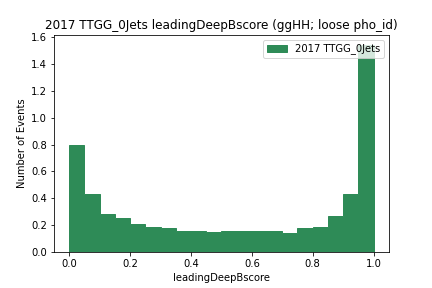 2017 TTGG_0Jets leadingDeepBscore (ggHH; loose pho_id)
2017 TTGG_0Jets
1.6
1.4
1.2
1.0
0.8
0.6
0.4
0.2
0.0
Number of Events
0.0 0.2 0.4 0.6 0.8 1.0
leadingDeepBscore